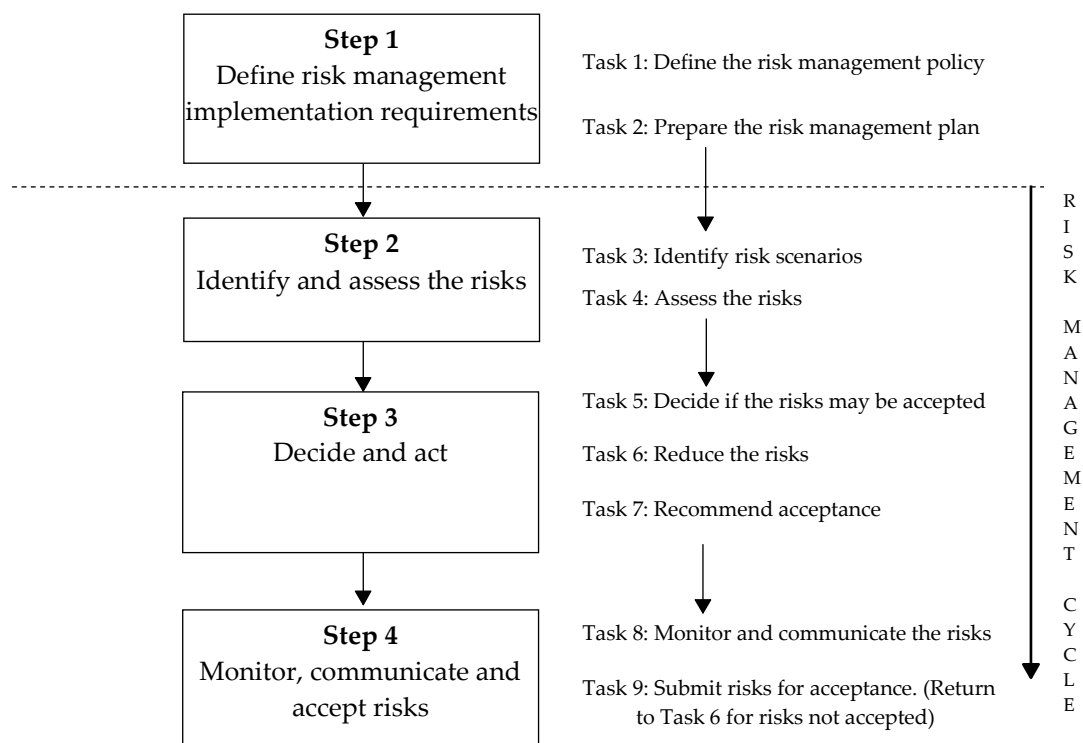 Step 1
Define risk management
implementation requirements
Task 1: Define the risk management policy
Task 2: Prepare the risk management plan
Step 2
Identify and assess the risks
Task 3: Identify risk scenarios
Task 4: Assess the risks
Step 3
Decide and act
Task 5: Decide if the risks may be accepted
Task 6: Reduce the risks
Task 7: Recommend acceptance
Step 4
Monitor, communicate and
accept risks
Task 8: Monitor and communicate the risks
Task 9: Submit risks for acceptance. (Return
to Task 6 for risks not accepted)
RISK MANAGEMENT CYCLE